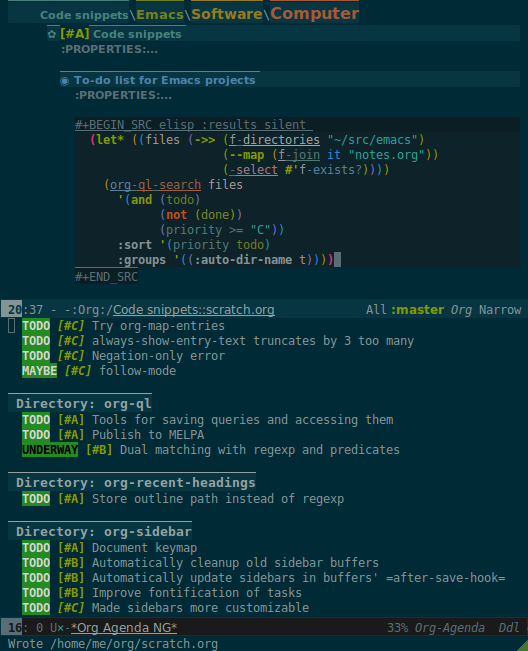 Code snippets\Emacs\Software\Computer
✿ [#A] Code snippets
:PROPERTIES:...
◉ To-do list for Emacs projects
:PROPERTIES:...
#+BEGIN_SRC elisp :results silent
(let* ((files (->> (f-directories "~/src/emacs")
(--map (f-join it "notes.org"))
(-select #'f-exists?))))
(org-ql-search files
'(and (todo)
(not (done))
(priority >= "C"))
:sort '(priority todo)
:groups '((:auto-dir-name t))))
#+END_SRC
20:37 - -:Org:/Code snippets::scratch.org All :master Org Narrow
TODO [#C] Try org-map-entries
TODO [#C] always-show-entry-text truncates by 3 too many
TODO [#C] Negation-only error
MAYBE [#C] follow-mode
Directory: org-ql
TODO [#A] Tools for saving queries and accessing them
TODO [#A] Publish to MELPA
UNDERWAY [#B] Dual matching with regexp and predicates
Directory: org-recent-headings
TODO [#A] Store outline path instead of regexp
Directory: org-sidebar
TODO [#A] Document keymap
TODO [#B] Automatically cleanup old sidebar buffers
TODO [#B] Automatically update sidebars in buffers' =after-save-hook=
TODO [#B] Improve fontification of tasks
TODO [#C] Made sidebars more customizable
16: 0 U×-*Org Agenda NG* 33% Org-Agenda Ddl
Wrote /home/me/org/scratch.org